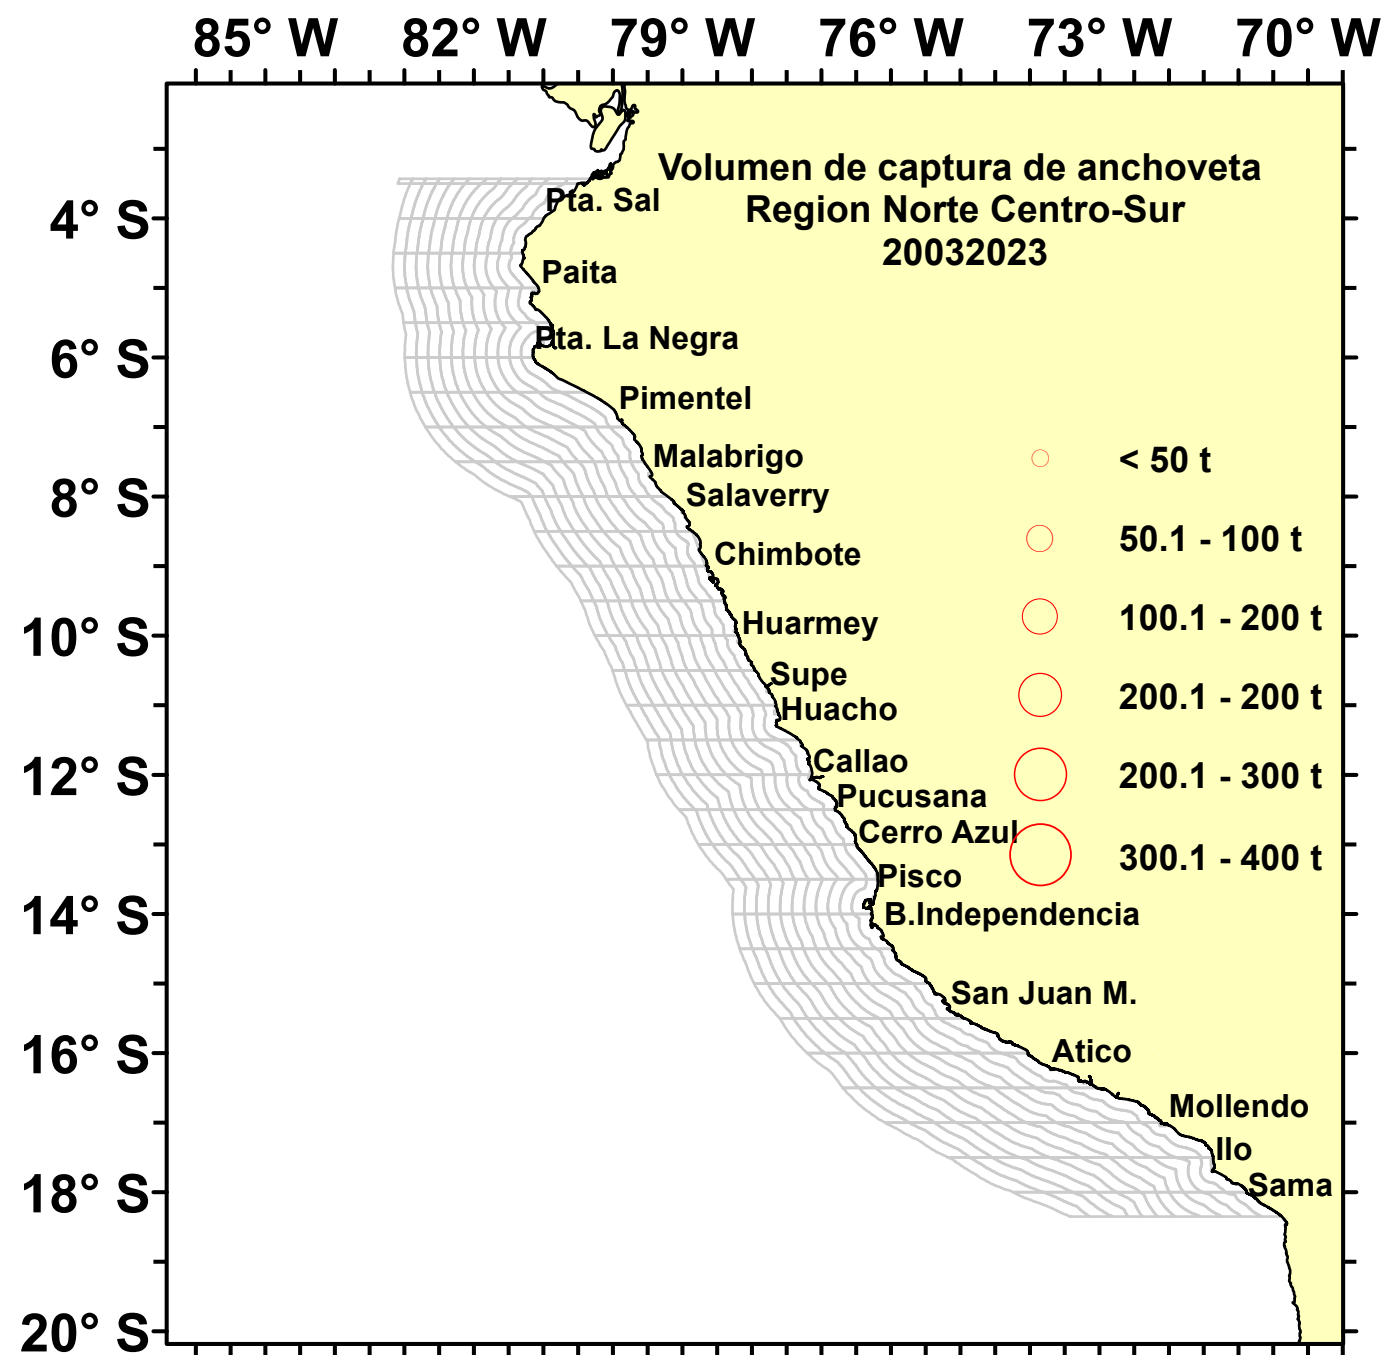 85° W 82° W 79° W 76° W 73° W 70° W
Volumen de captura de anchoveta
Region Norte Centro-Sur
20032023
4° S
6° S
8° S
10° S
12° S
14° S
16° S
18° S
20° S
Pta. Sal
Paita
Pta. La Negra
Pimentel
Malabrigo
Salaverry
Chimbote
Huarmey
Supe
Huacho
Callao
Pucusana
Cerro Azul
Pisco
B.Independencia
San Juan M.
Atico
Mollendo
Ilo
Sama
< 50 t
50.1 - 100 t
100.1 - 200 t
200.1 - 200 t
200.1 - 300 t
300.1 - 400 t